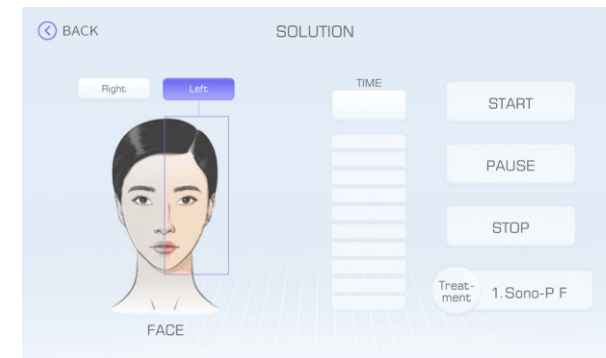 BACK
SOLUTION
Right
Left
TIME
START
PAUSE
STOP
Treat-
ment
1.Sono-P F
FACE